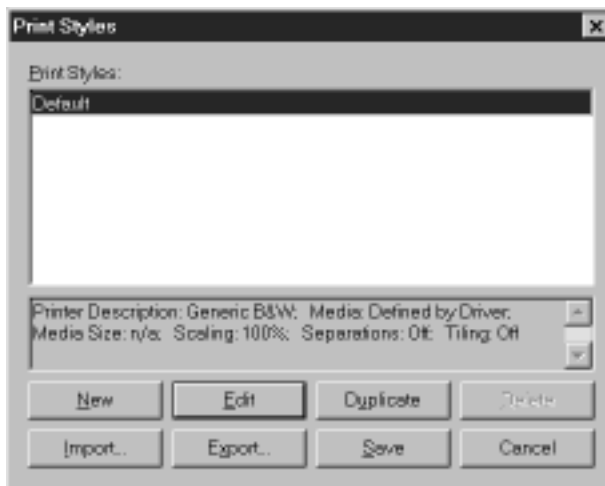 Print Styles
Print Styles:
Default
Printer Description: Generic B&W; Media: Defined by Driver;
Media Size: n/a; Scaling: 100%; Separations: Off; Tiling: Off
New Edit Duplicate Delete
Import... Export... Save Cancel